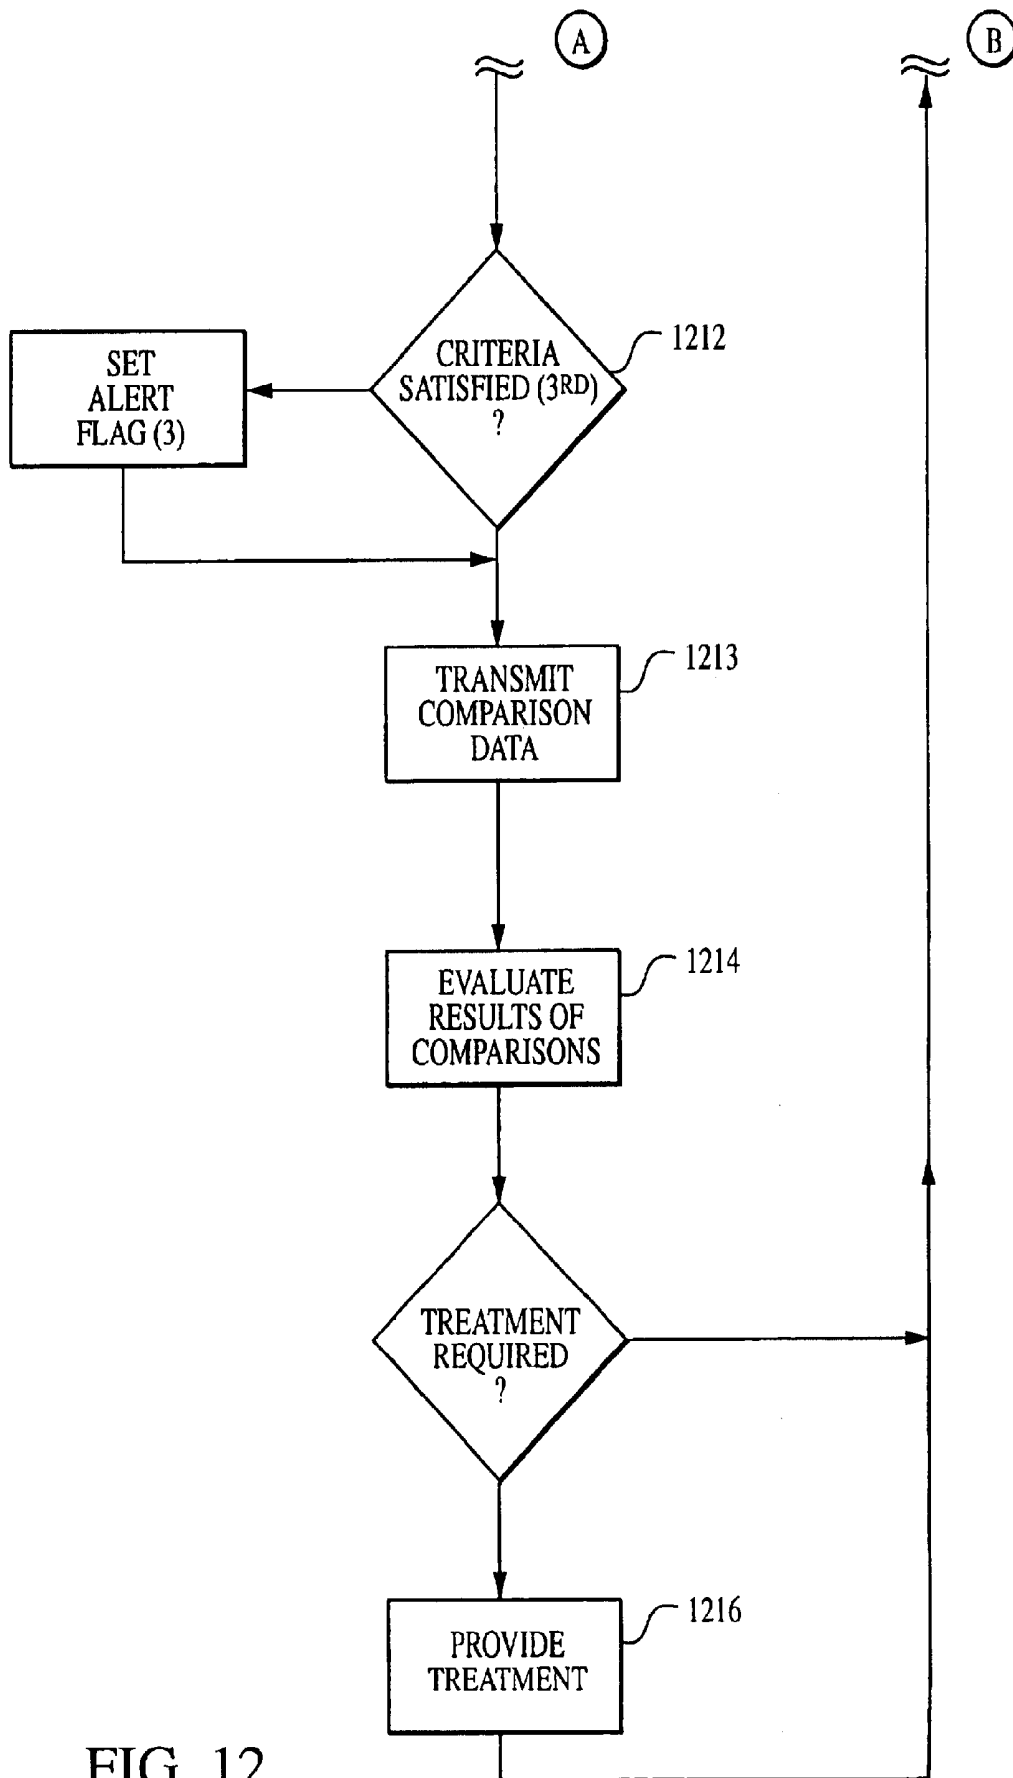 A
B
CRITERIA
SATISFIED (3RD)
?
1212
SET
ALERT
FLAG (3)
TRANSMIT
COMPARISON
DATA
1213
EVALUATE
RESULTS OF
COMPARISONS
1214
TREATMENT
REQUIRED
?
PROVIDE
TREATMENT
1216
FIG. 12